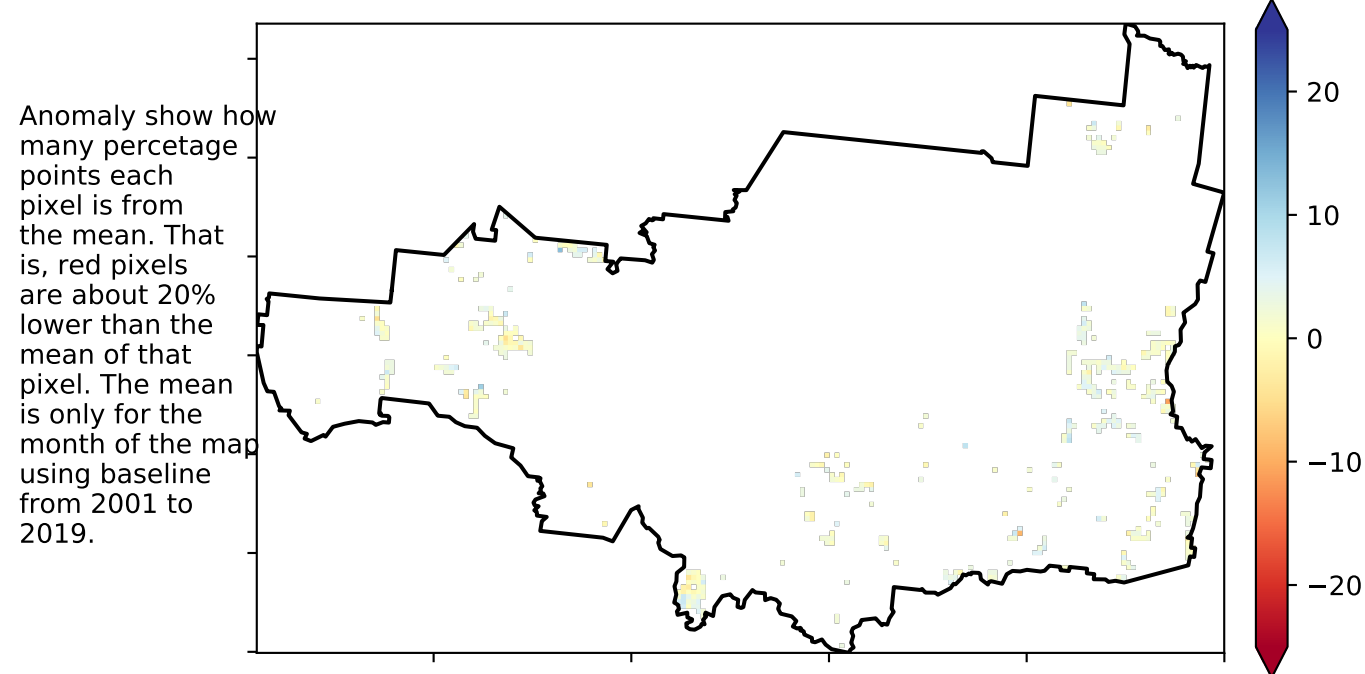 Anomaly show how
many percetage
points each
pixel is from
the mean. That
is, red pixels
are about 20%
lower than the
mean of that
pixel. The mean
is only for the
month of the map
using baseline
from 2001 to
2019.
20
10
0
−10
−20